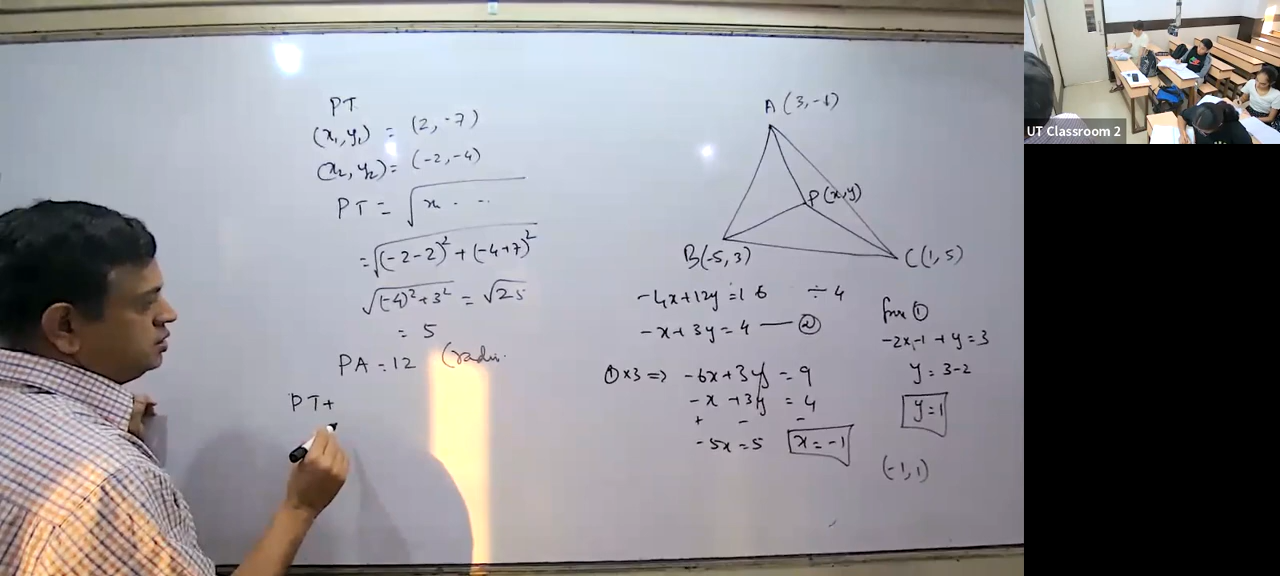 PT
(x₁, y₁) = (2, -7)
(x₂, y₂) = (-2, -4)
PT = √x . ..
= √(-2-2)² + (-4+7)²
√(-4)² + 3² = √25
= 5
PA = 12 (radiu.
PT+
A (3, -1)
P(x,y)
B(-5, 3)
C(1, 5)
-4x+12y = 16 ÷ 4
-x+3y = 4 — ②
①×3 ⇒ -6x+3y = 9
-x +3y = 4
+ - -
-5x = 5 x = -1
from ①
-2x-1 + y = 3
y = 3-2
y = 1
(-1, 1)
UT Classroom 2